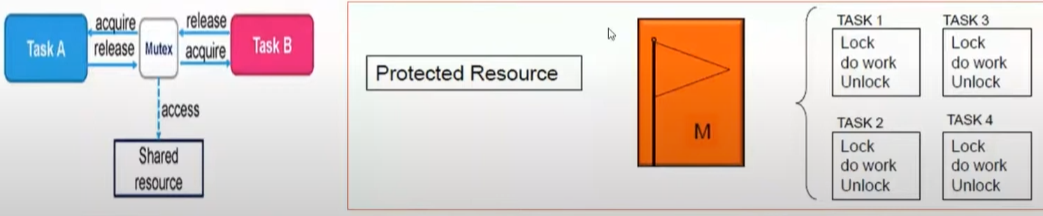 acquire
release
Task A
release
Mutex
acquire
Task B
access
Shared
resource
Protected Resource
M
TASK 1
Lock
do work
Unlock
TASK 3
Lock
do work
Unlock
TASK 2
Lock
do work
Unlock
TASK 4
Lock
do work
Unlock